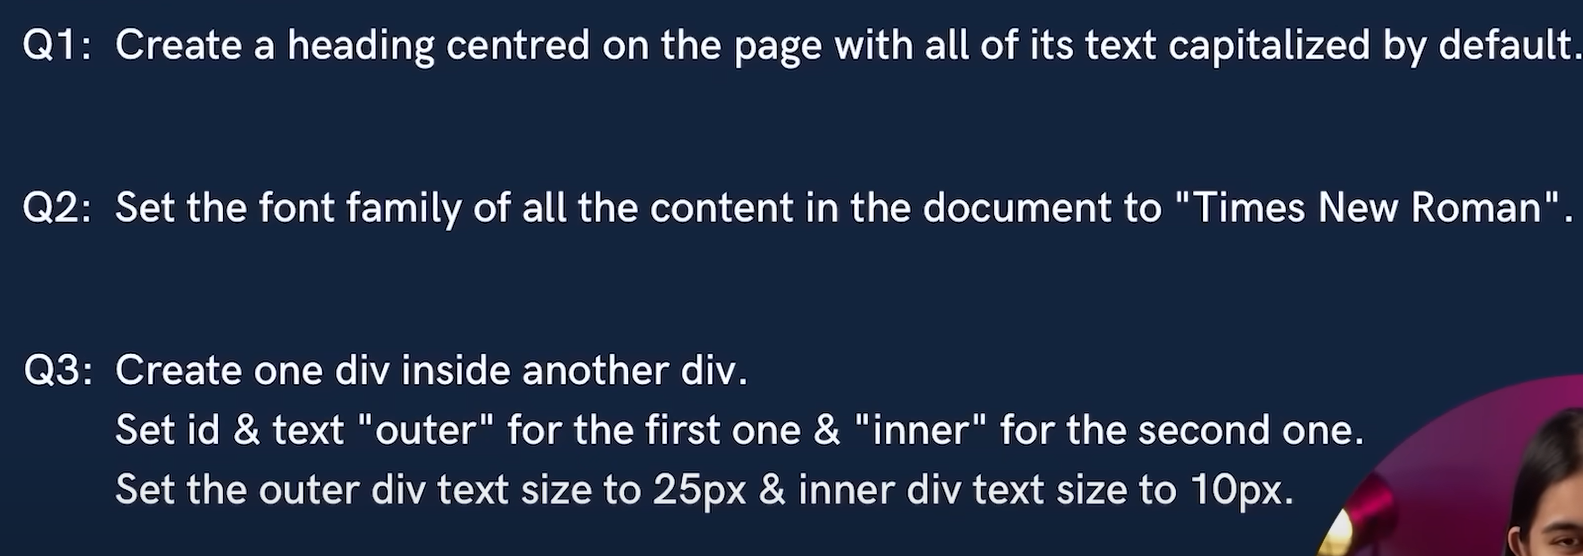 Q1: Create a heading centred on the page with all of its text capitalized by default.
Q2: Set the font family of all the content in the document to "Times New Roman".
Q3: Create one div inside another div.
Set id & text "outer" for the first one & "inner" for the second one.
Set the outer div text size to 25px & inner div text size to 10px.